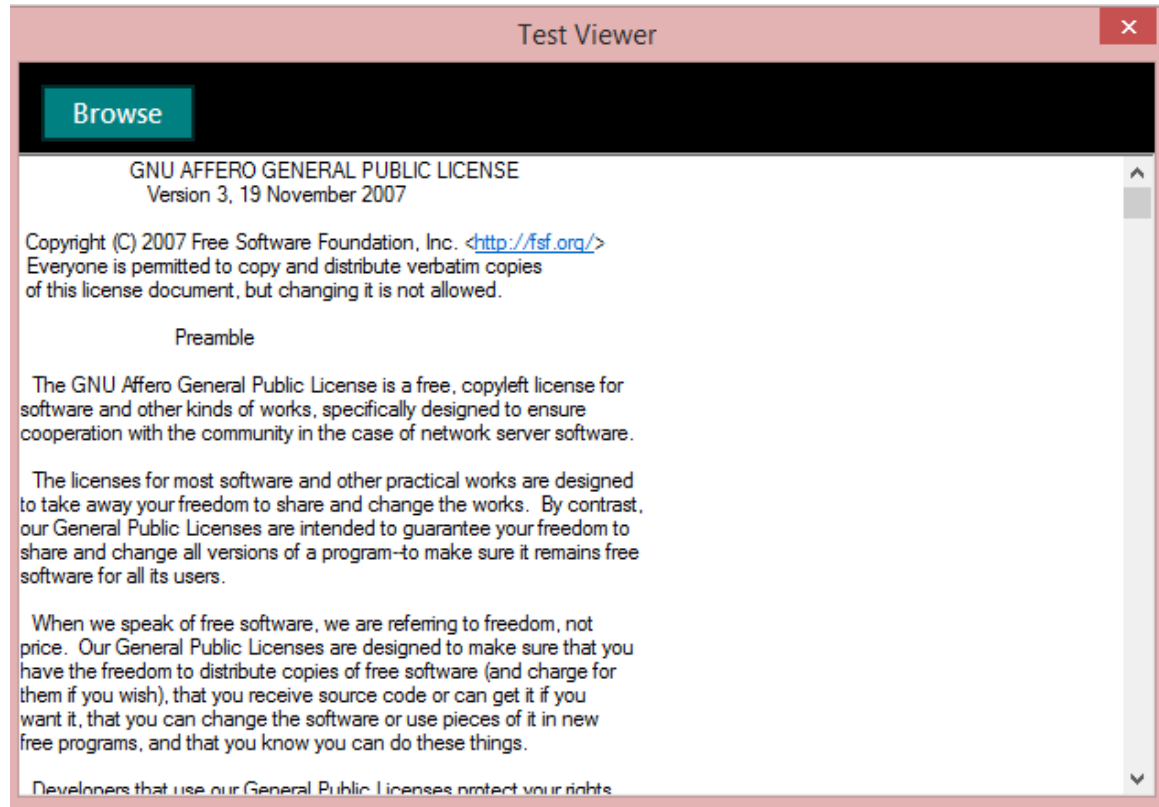 Test Viewer
Browse
GNU AFFERO GENERAL PUBLIC LICENSE
Version 3, 19 November 2007
Copyright (C) 2007 Free Software Foundation, Inc. <http://fsf.org/>
Everyone is permitted to copy and distribute verbatim copies
of this license document, but changing it is not allowed.
Preamble
The GNU Affero General Public License is a free, copyleft license for
software and other kinds of works, specifically designed to ensure
cooperation with the community in the case of network server software.
The licenses for most software and other practical works are designed
to take away your freedom to share and change the works.  By contrast,
our General Public Licenses are intended to guarantee your freedom to
share and change all versions of a program--to make sure it remains free
software for all its users.
When we speak of free software, we are referring to freedom, not
price.  Our General Public Licenses are designed to make sure that you
have the freedom to distribute copies of free software (and charge for
them if you wish), that you receive source code or can get it if you
want it, that you can change the software or use pieces of it in new
free programs, and that you know you can do these things.
Developers that use our General Public Licenses protect your rights